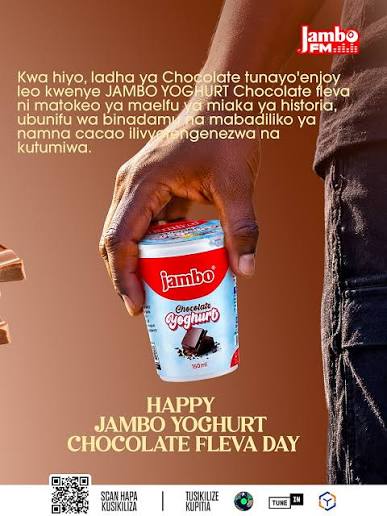 Jambo
FM
Kwa hiyo, ladha ya Chocolate tunayo'enjoy
leo kwenye JAMBO YOGHURT Chocolate fleva
ni matokeo ya maelfu ya miaka ya historia,
ubunifu wa binadamu na mabadiliko ya
namna cacao ilivyotengenezwa na
kutumiwa.
jambo
Chocolate
Yoghurt
150ml
HAPPY
JAMBO YOGHURT
CHOCOLATE FLEVA DAY
SCAN HAPA
KUSIKILIZA
TUSIKILIZE
KUPITIA
TUNE IN